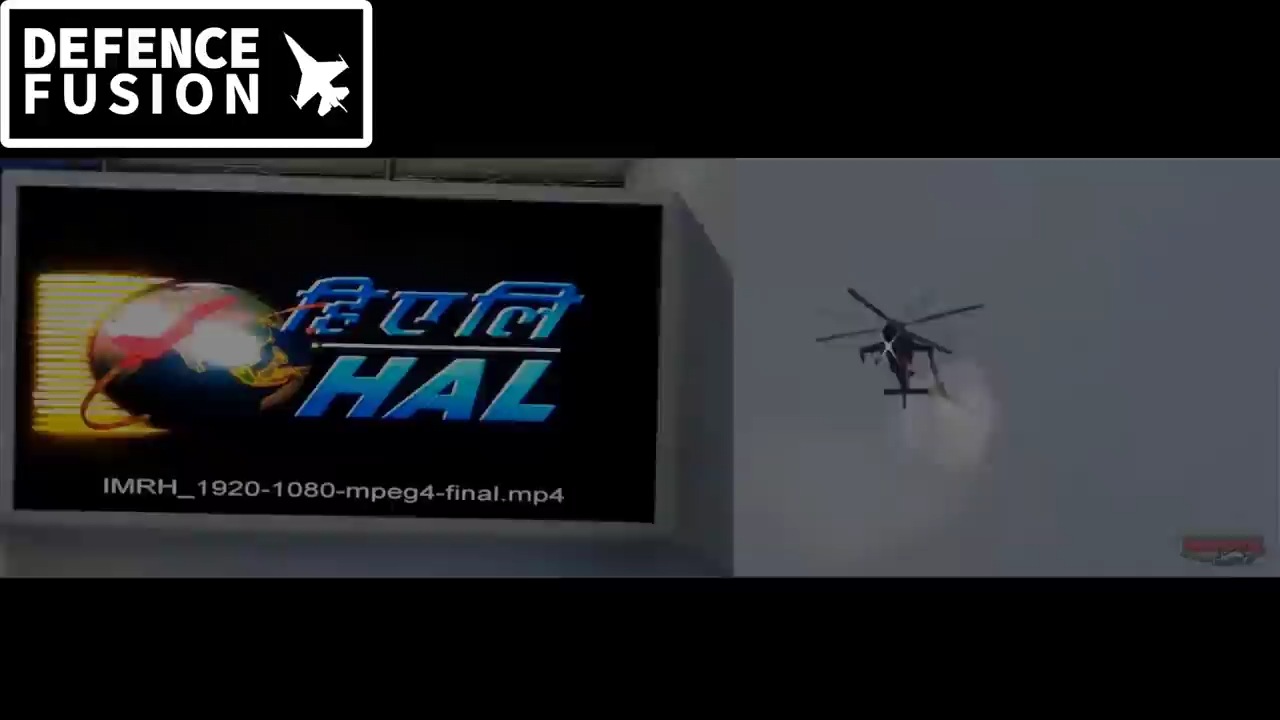 DEFENCE
FUSION
हिएलि
HAL
IMRH_1920-1080-mpeg4-final.mp4